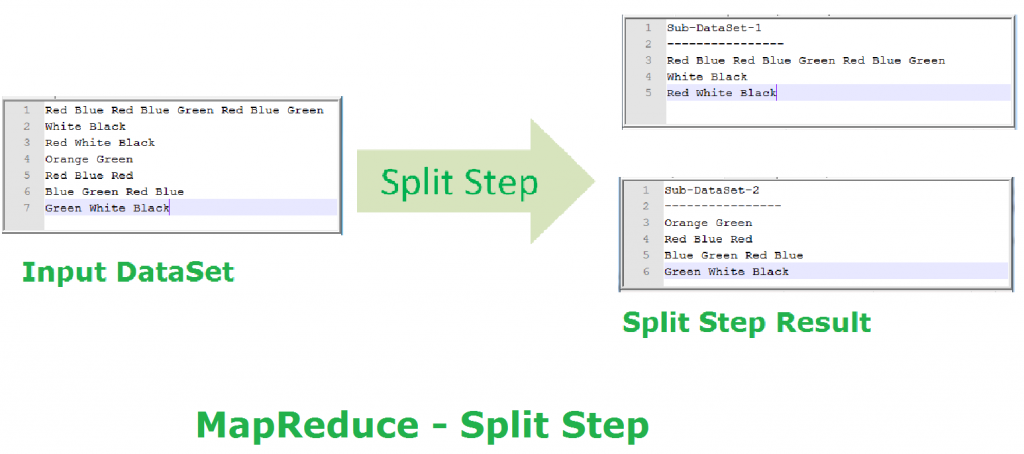 1 Red Blue Red Blue Green Red Blue Green
2 White Black
3 Red White Black
4 Orange Green
5 Red Blue Red
6 Blue Green Red Blue
7 Green White Black
Input DataSet
Split Step
1 Sub-DataSet-1
2 ----------------
3 Red Blue Red Blue Green Red Blue Green
4 White Black
5 Red White Black
1 Sub-DataSet-2
2 ----------------
3 Orange Green
4 Red Blue Red
5 Blue Green Red Blue
6 Green White Black
Split Step Result
MapReduce - Split Step